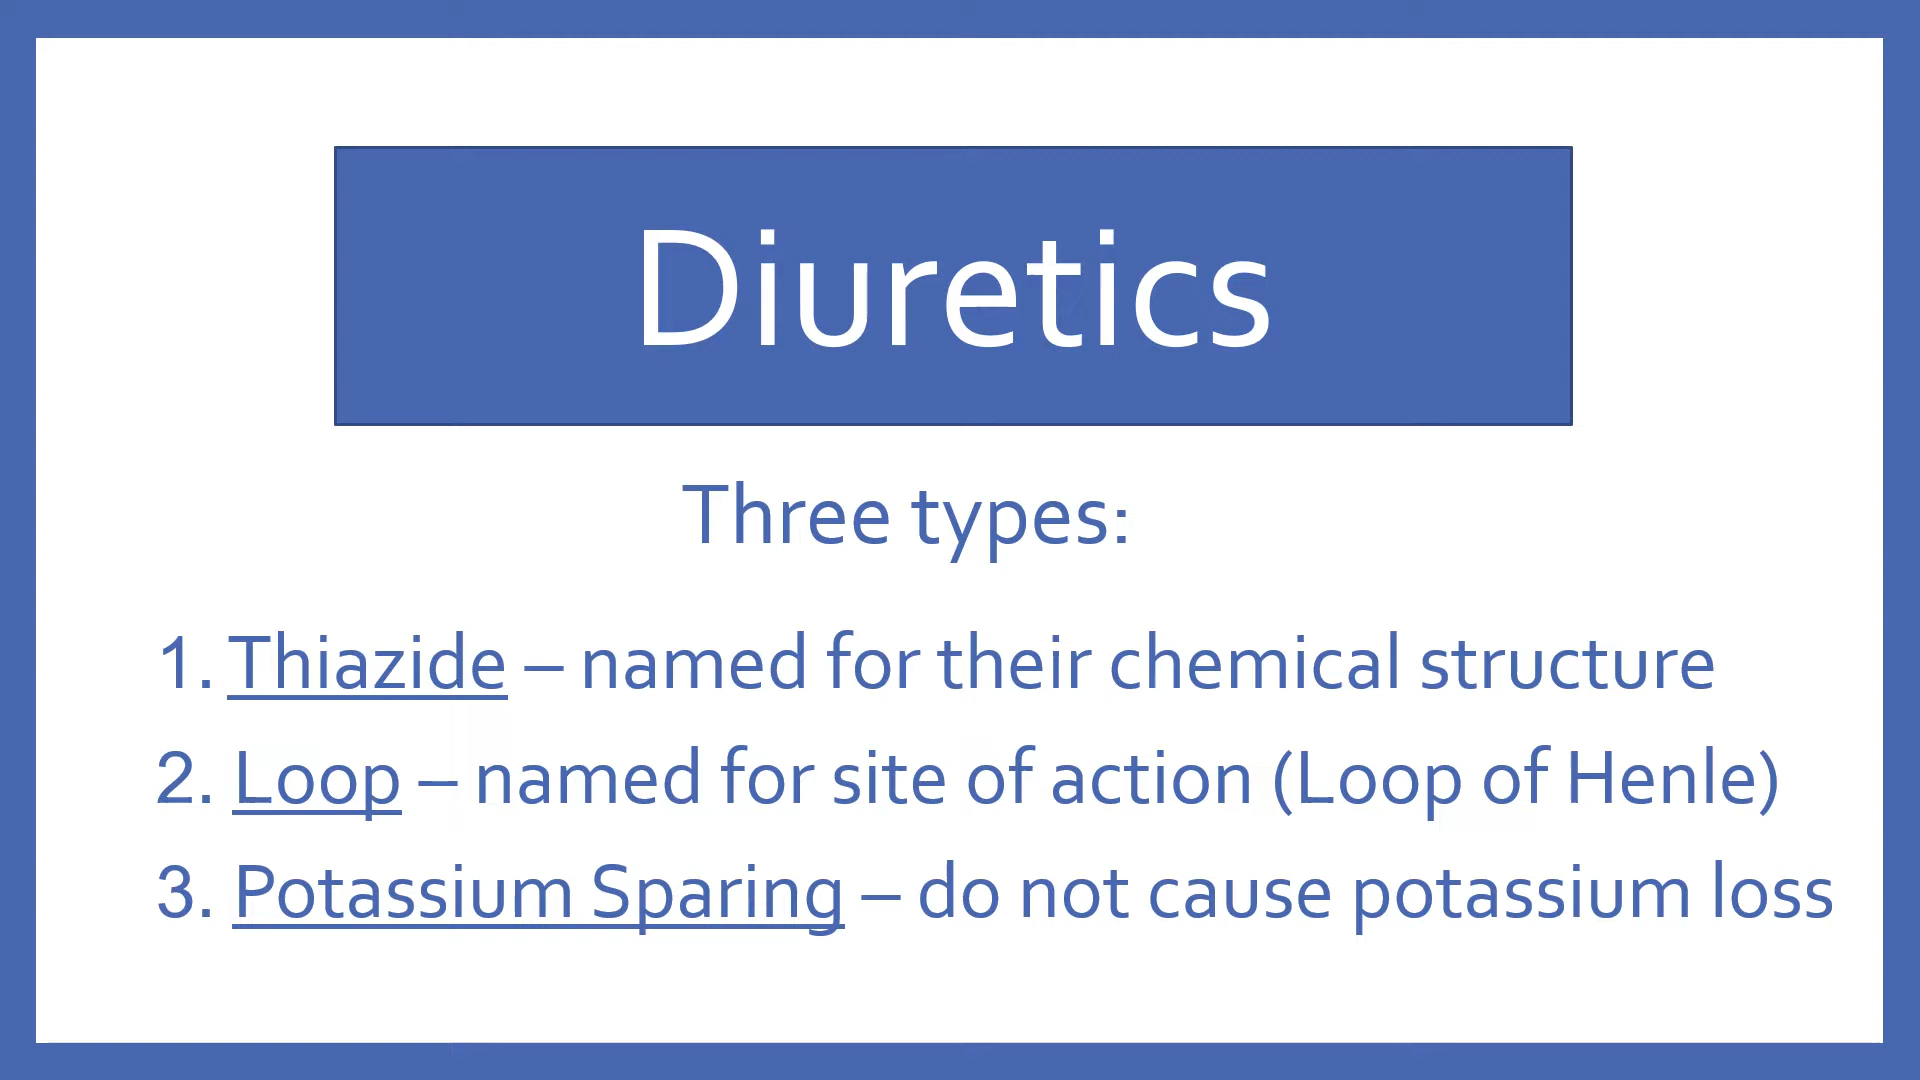 Diuretics
Three types:
1. Thiazide – named for their chemical structure
2. Loop – named for site of action (Loop of Henle)
3. Potassium Sparing – do not cause potassium loss